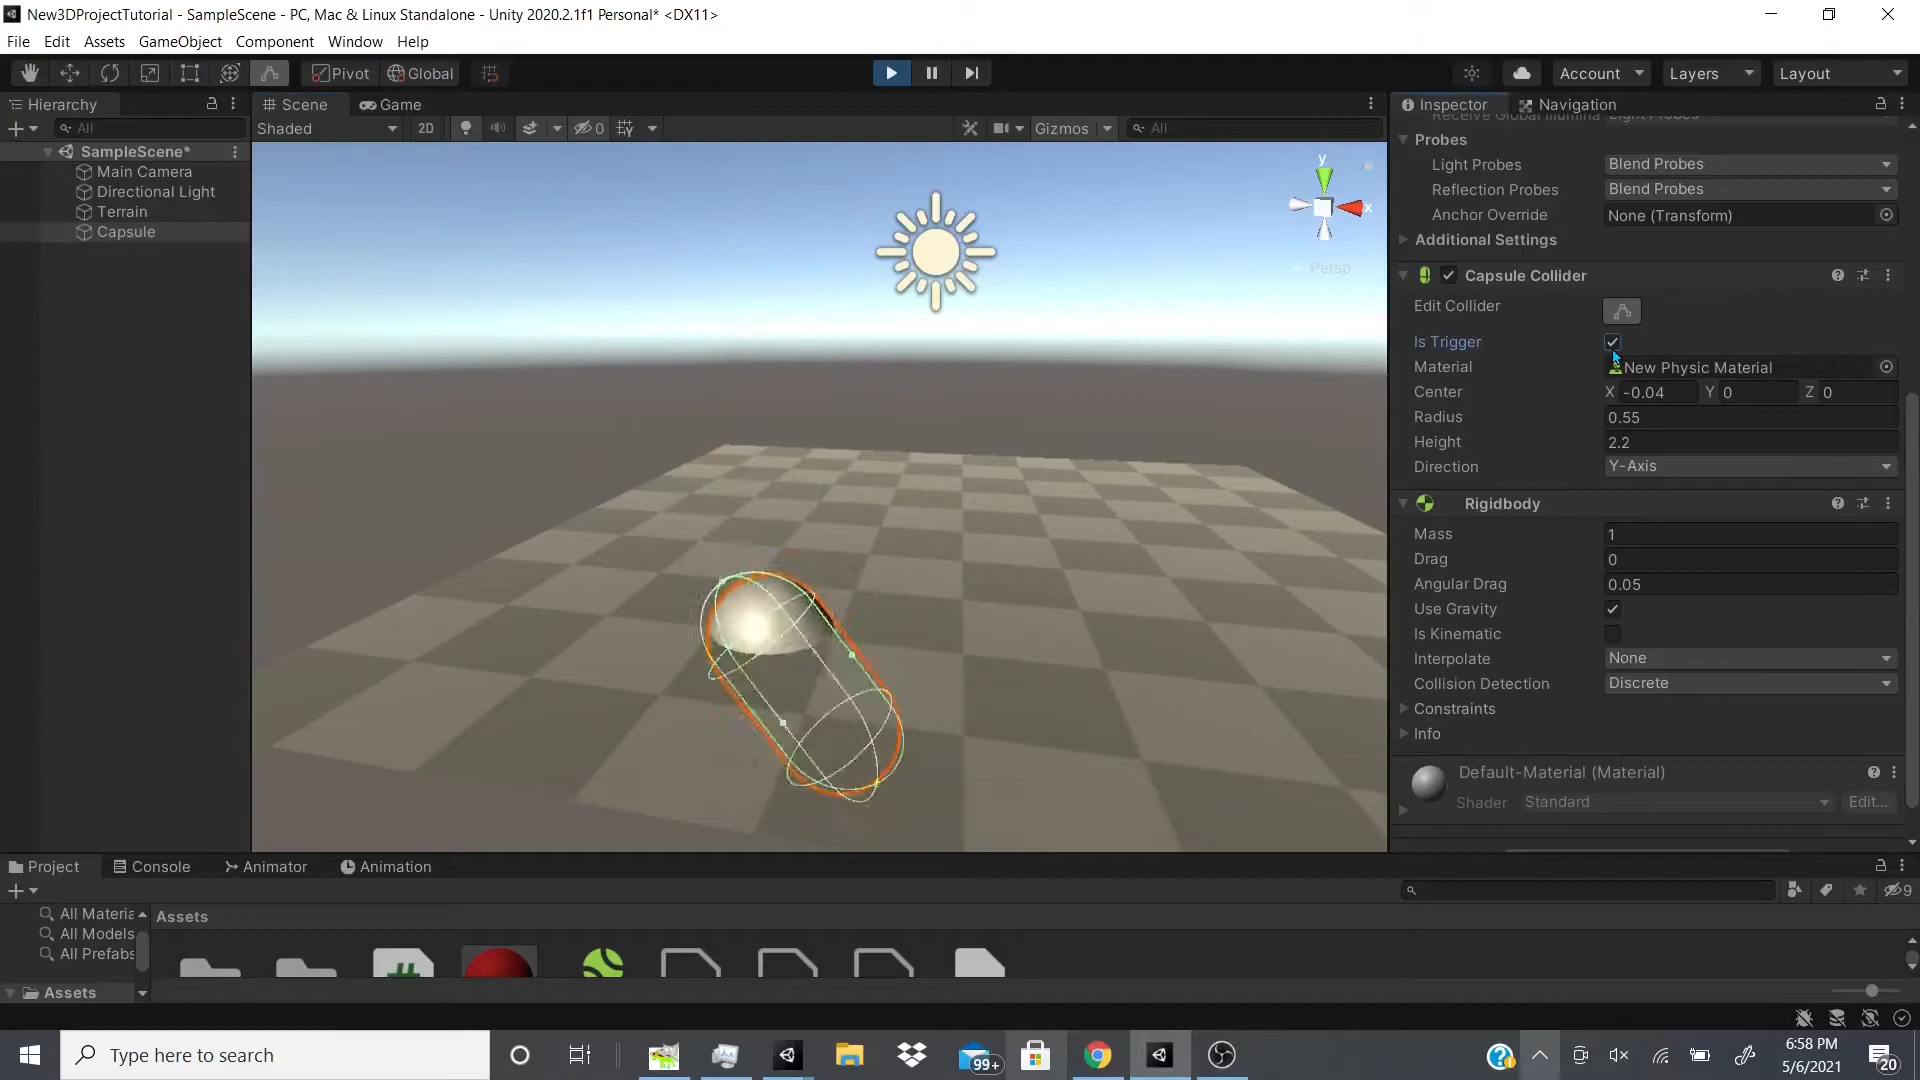 New3DProjectTutorial - SampleScene - PC, Mac & Linux Standalone - Unity 2020.2.1f1 Personal* <DX11>
File Edit Assets GameObject Component Window Help
Pivot Global Account Layers Layout
Hierarchy Scene Game Inspector Navigation
All Shaded 2D 0 Gizmos All
Receive Global Illumina Light Probes
SampleScene*
Main Camera
Directional Light
Terrain
Capsule
y
x
Persp
Probes
Light Probes Blend Probes
Reflection Probes Blend Probes
Anchor Override None (Transform)
Additional Settings
Capsule Collider
Edit Collider
Is Trigger
Material New Physic Material
Center X -0.04 Y 0 Z 0
Radius 0.55
Height 2.2
Direction Y-Axis
Rigidbody
Mass 1
Drag 0
Angular Drag 0.05
Use Gravity
Is Kinematic
Interpolate None
Collision Detection Discrete
Constraints
Info
Default-Material (Material)
Shader Standard Edit...
Project Console Animator Animation
9
All Materia
All Models
All Prefabs
Assets
Assets
Type here to search
99+
6:58 PM
5/6/2021
20